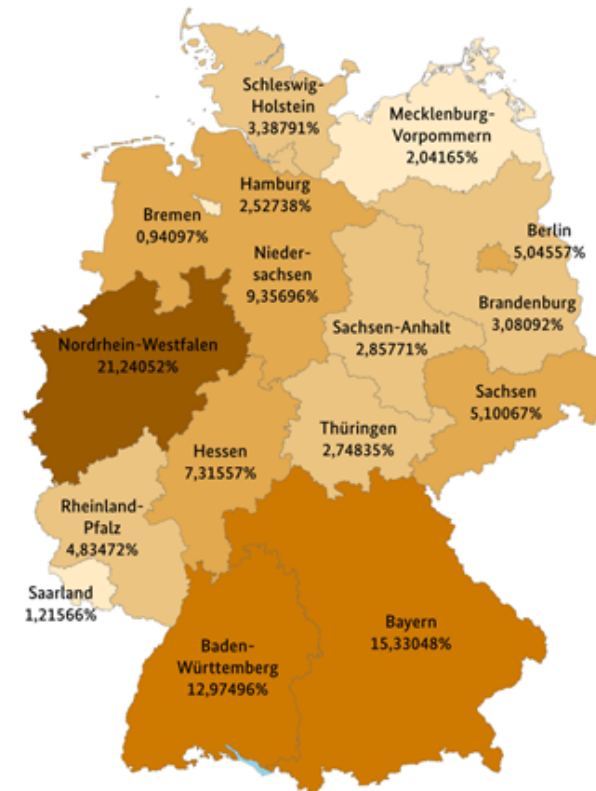 Schleswig-
Holstein
3,38791%
Mecklenburg-
Vorpommern
2,04165%
Hamburg
2,52738%
Bremen
0,94097%
Berlin
5,04557%
Nieder-
sachsen
9,35696%
Brandenburg
3,08092%
Sachsen-Anhalt
2,85771%
Nordrhein-Westfalen
21,24052%
Sachsen
5,10067%
Thüringen
2,74835%
Hessen
7,31557%
Rheinland-
Pfalz
4,83472%
Saarland
1,21566%
Bayern
15,33048%
Baden-
Württemberg
12,97496%